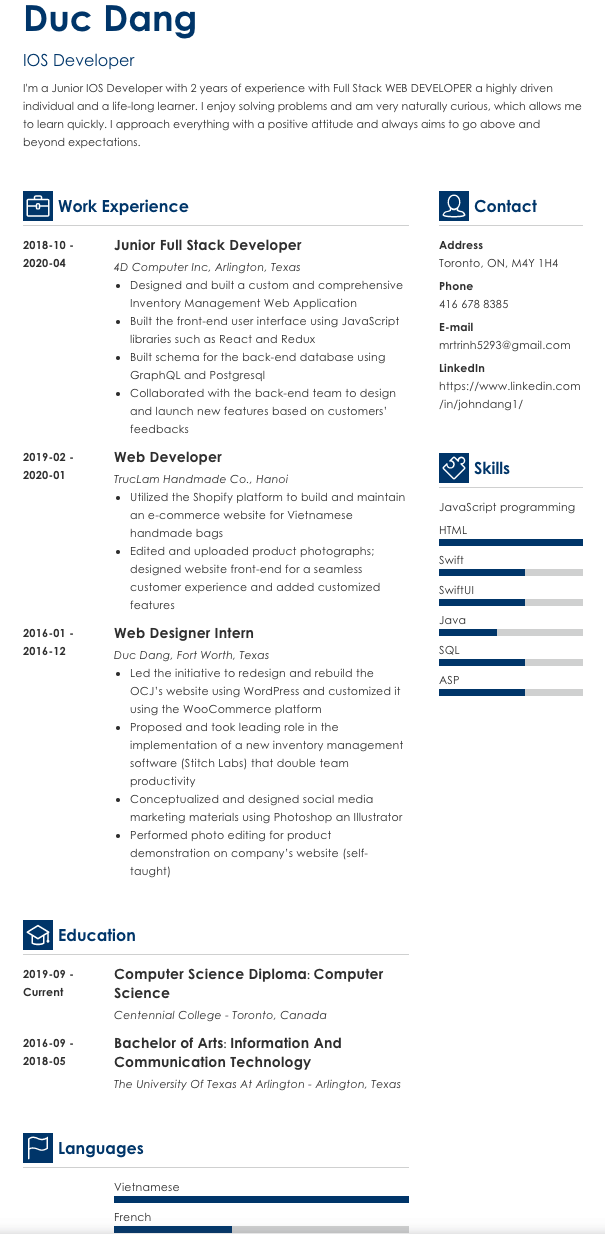 Duc Dang
IOS Developer
I'm a Junior IOS Developer with 2 years of experience with Full Stack WEB DEVELOPER a highly driven
individual and a life-long learner. I enjoy solving problems and am very naturally curious, which allows me
to learn quickly. I approach everything with a positive attitude and always aims to go above and
beyond expectations.
Work Experience
2018-10 -
2020-04
Junior Full Stack Developer
4D Computer Inc, Arlington, Texas
• Designed and built a custom and comprehensive
Inventory Management Web Application
• Built the front-end user interface using JavaScript
libraries such as React and Redux
• Built schema for the back-end database using
GraphQL and Postgresql
• Collaborated with the back-end team to design
and launch new features based on customers'
feedbacks
2019-02 -
2020-01
Web Developer
TrucLam Handmade Co., Hanoi
• Utilized the Shopify platform to build and maintain
an e-commerce website for Vietnamese
handmade bags
• Edited and uploaded product photographs;
designed website front-end for a seamless
customer experience and added customized
features
2016-01 -
2016-12
Web Designer Intern
Duc Dang, Fort Worth, Texas
• Led the initiative to redesign and rebuild the
OCJ's website using WordPress and customized it
using the WooCommerce platform
• Proposed and took leading role in the
implementation of a new inventory management
software (Stitch Labs) that double team
productivity
• Conceptualized and designed social media
marketing materials using Photoshop an Illustrator
• Performed photo editing for product
demonstration on company's website (self-
taught)
Education
2019-09 -
Current
Computer Science Diploma: Computer
Science
Centennial College - Toronto, Canada
2016-09 -
2018-05
Bachelor of Arts: Information And
Communication Technology
The University Of Texas At Arlington - Arlington, Texas
Languages
Vietnamese
French
Contact
Address
Toronto, ON, M4Y 1H4
Phone
416 678 8385
E-mail
mrtrinh5293@gmail.com
LinkedIn
https://www.linkedin.com
/in/johndang1/
Skills
JavaScript programming
HTML
Swift
SwiftUI
Java
SQL
ASP